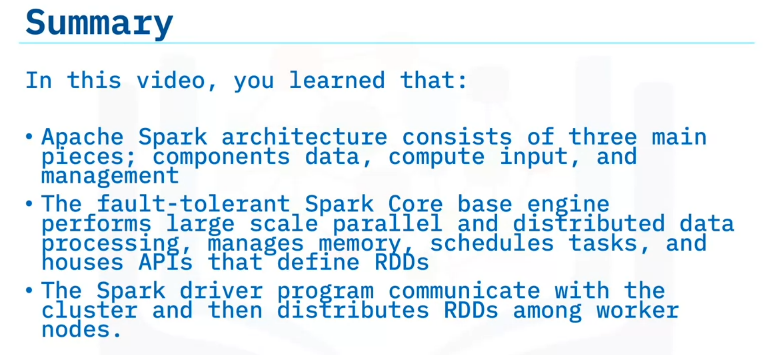 Summary
In this video, you learned that:
• Apache Spark architecture consists of three main
pieces; components data, compute input, and
management
• The fault-tolerant Spark Core base engine
performs large scale parallel and distributed data
processing, manages memory, schedules tasks, and
houses APIs that define RDDs
• The Spark driver program communicate with the
cluster and then distributes RDDs among worker
nodes.